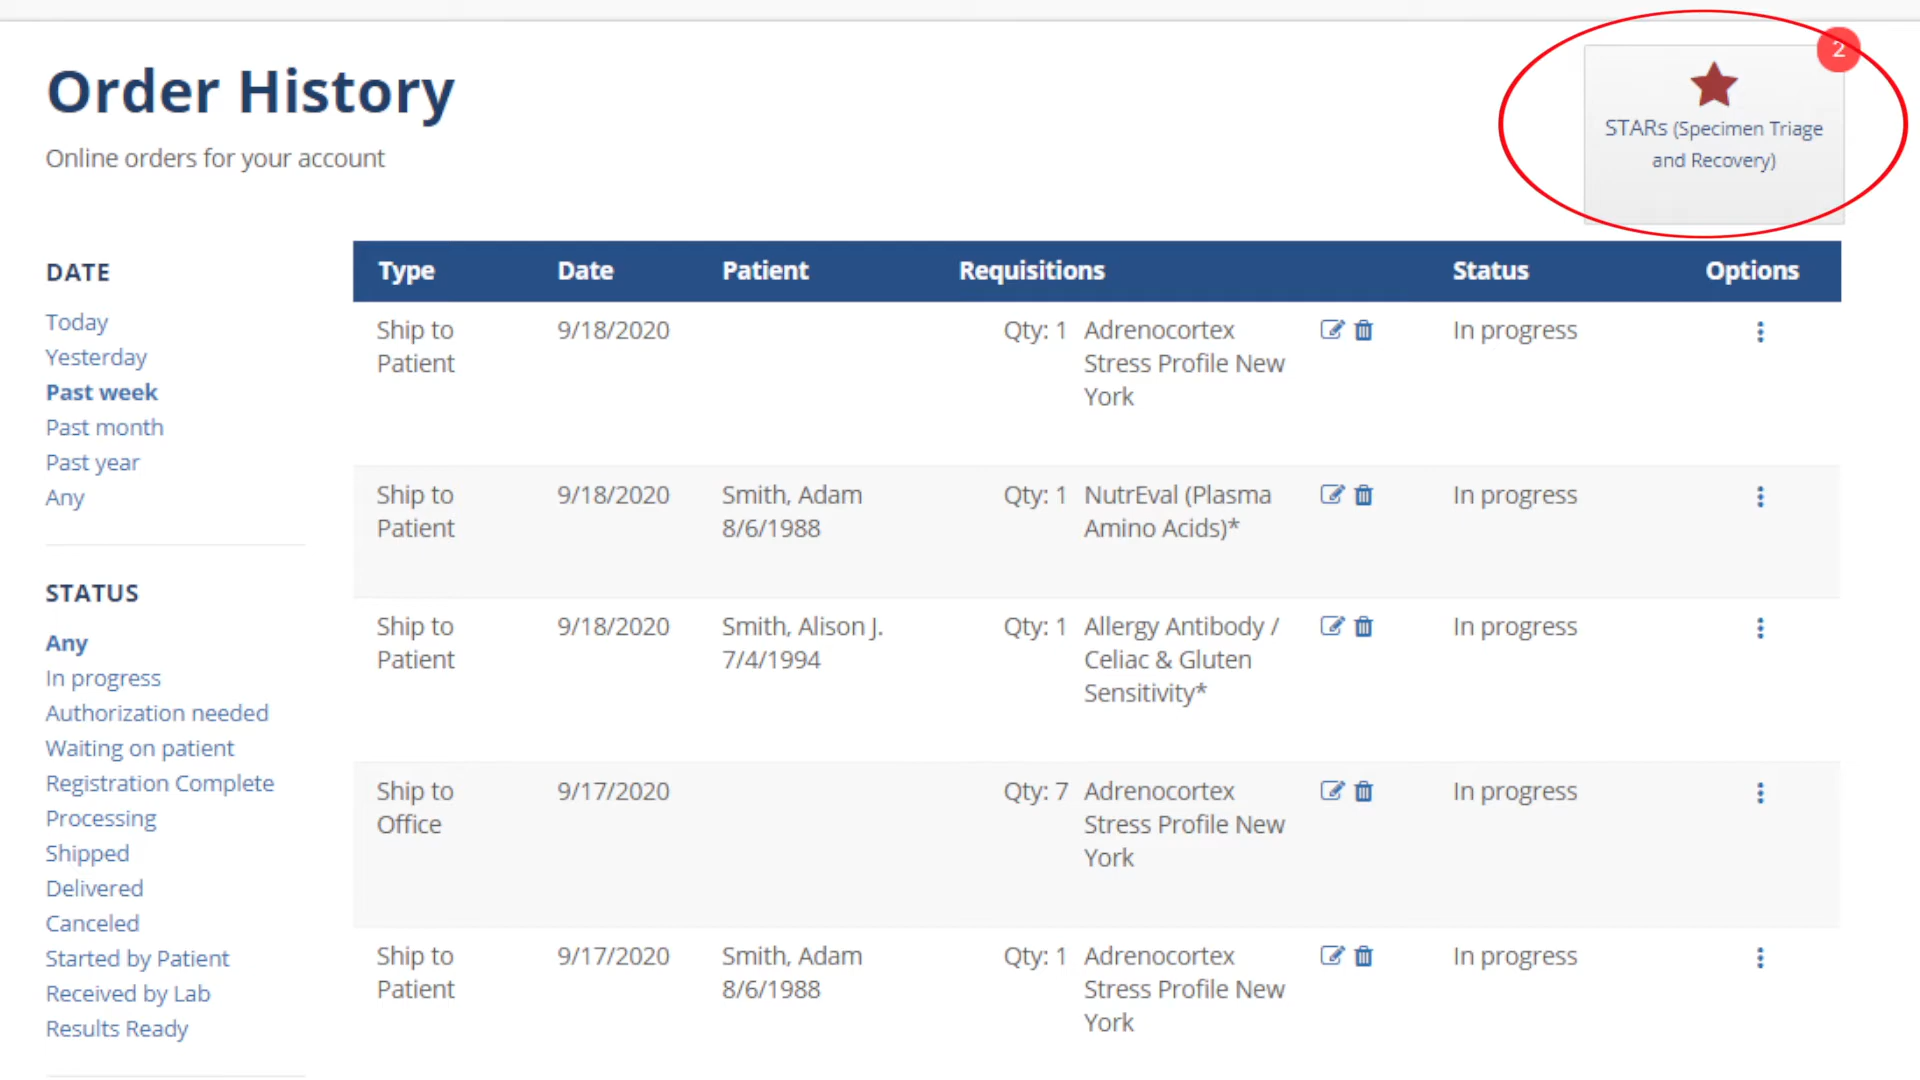 Order History
Online orders for your account
2
STARs (Specimen Triage
and Recovery)
DATE
Today
Yesterday
Past week
Past month
Past year
Any
STATUS
Any
In progress
Authorization needed
Waiting on patient
Registration Complete
Processing
Shipped
Delivered
Canceled
Started by Patient
Received by Lab
Results Ready
Type Date Patient Requisitions Status Options
Ship to 9/18/2020 Qty: 1 Adrenocortex In progress
Patient Stress Profile New
York
Ship to 9/18/2020 Smith, Adam Qty: 1 NutrEval (Plasma In progress
Patient 8/6/1988 Amino Acids)*
Ship to 9/18/2020 Smith, Alison J. Qty: 1 Allergy Antibody / In progress
Patient 7/4/1994 Celiac & Gluten
Sensitivity*
Ship to 9/17/2020 Qty: 7 Adrenocortex In progress
Office Stress Profile New
York
Ship to 9/17/2020 Smith, Adam Qty: 1 Adrenocortex In progress
Patient 8/6/1988 Stress Profile New
York